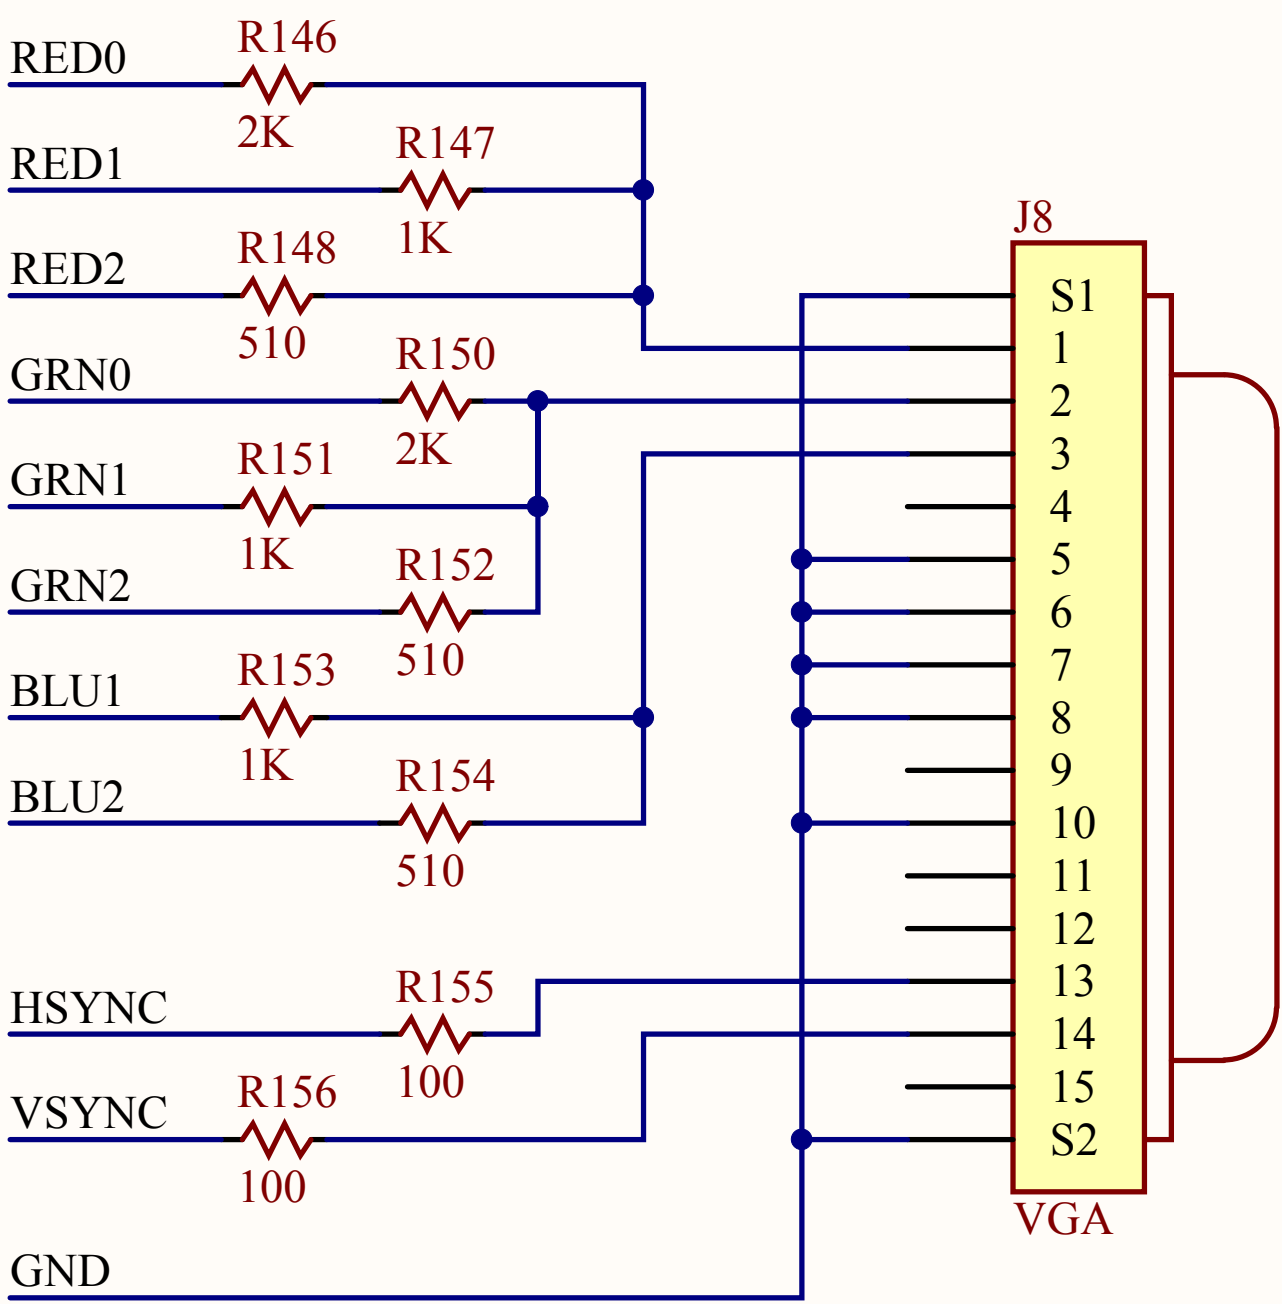 R146
RED0
2K
R147
RED1
1K
R148
RED2
510
R150
GRN0
2K
R151
GRN1
1K
R152
GRN2
510
R153
BLU1
1K
R154
BLU2
510
R155
HSYNC
100
R156
VSYNC
100
GND
J8
S1
1
2
3
4
5
6
7
8
9
10
11
12
13
14
15
S2
VGA